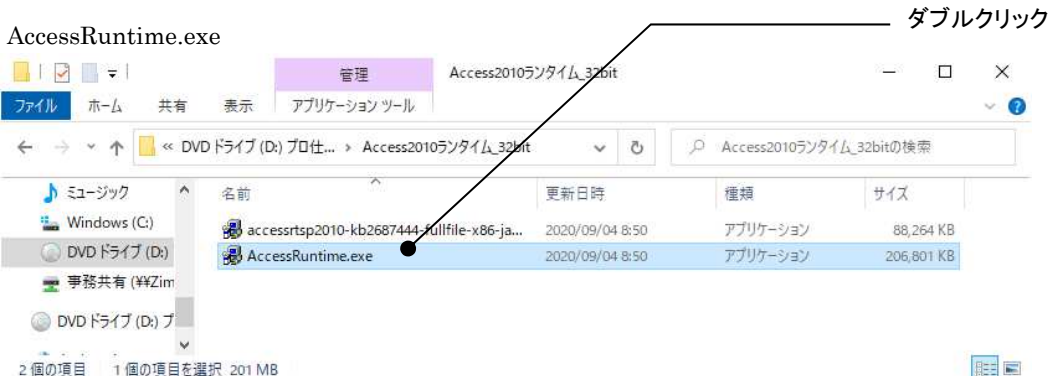 ダブルクリック
AccessRuntime.exe
管理 Access2010ランタイム_32bit
ファイル ホーム 共有 表示 アプリケーション ツール
« DVD ドライブ (D:) プロ仕... › Access2010ランタイム_32bit Access2010ランタイム_32bitの検索
ミュージック 名前 更新日時 種類 サイズ
Windows (C:) accessrtsp2010-kb2687444-fullfile-x86-ja... 2020/09/04 8:50 アプリケーション 88,264 KB
DVD ドライブ (D:) AccessRuntime.exe 2020/09/04 8:50 アプリケーション 206,801 KB
事務共有 (¥¥Zim
DVD ドライブ (D:) プ
2 個の項目 1 個の項目を選択 201 MB